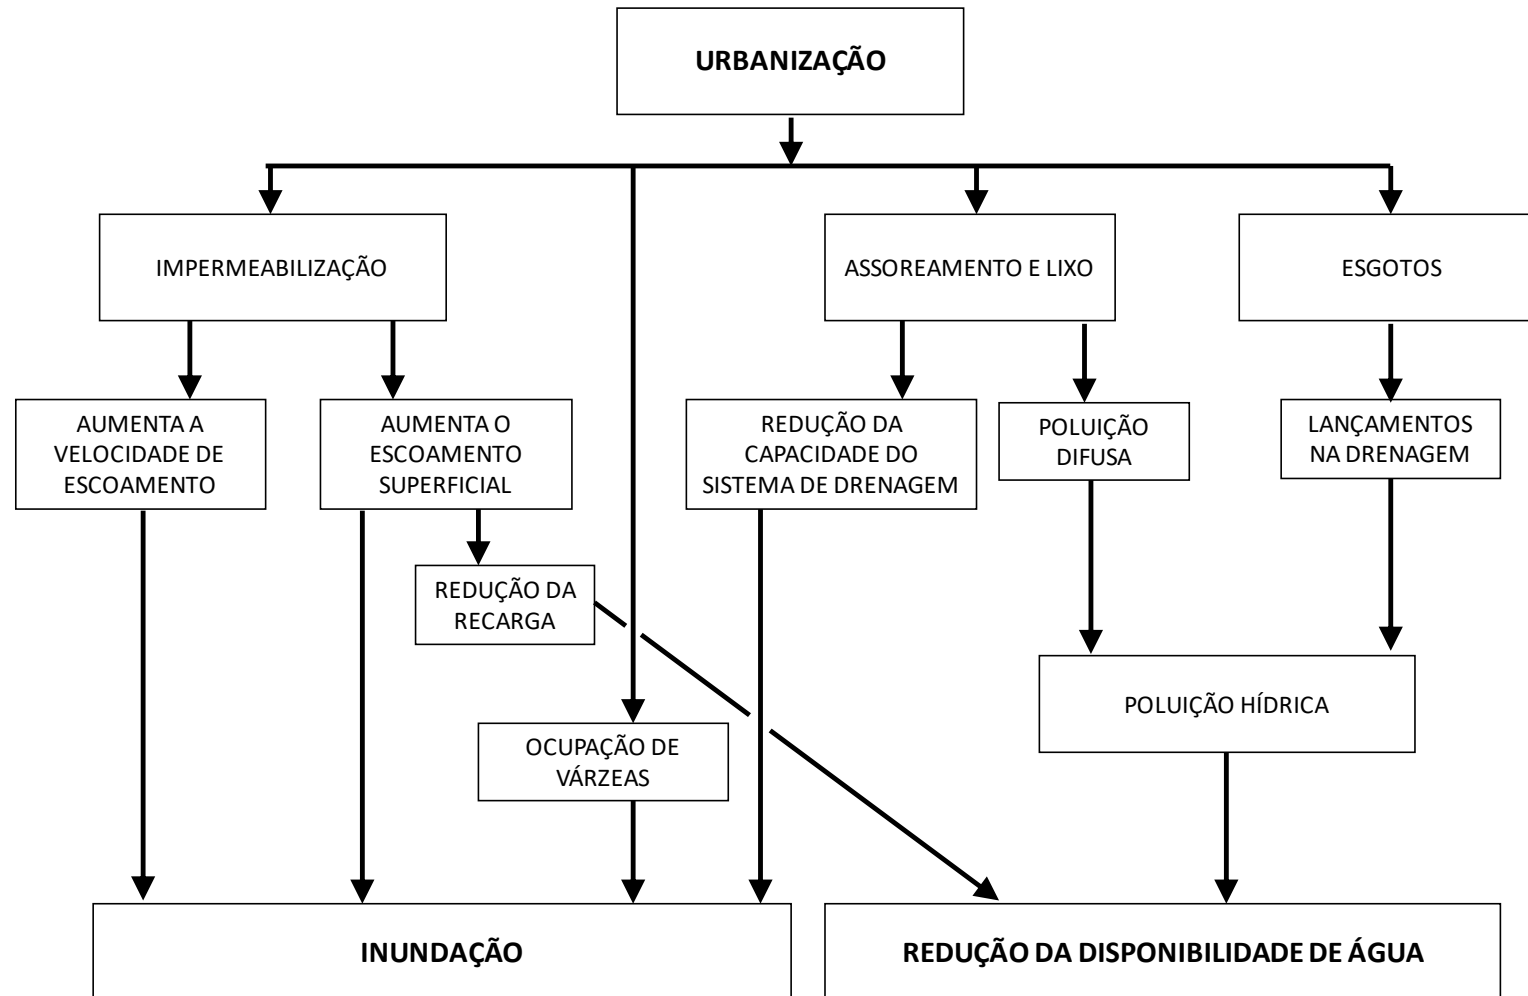 URBANIZAÇÃO
IMPERMEABILIZAÇÃO
ASSOREAMENTO E LIXO
ESGOTOS
AUMENTA A
VELOCIDADE DE
ESCOAMENTO
AUMENTA O
ESCOAMENTO
SUPERFICIAL
REDUÇÃO DA
CAPACIDADE DO
SISTEMA DE DRENAGEM
POLUIÇÃO
DIFUSA
LANÇAMENTOS
NA DRENAGEM
REDUÇÃO DA
RECARGA
POLUIÇÃO HÍDRICA
OCUPAÇÃO DE
VÁRZEAS
INUNDAÇÃO
REDUÇÃO DA DISPONIBILIDADE DE ÁGUA